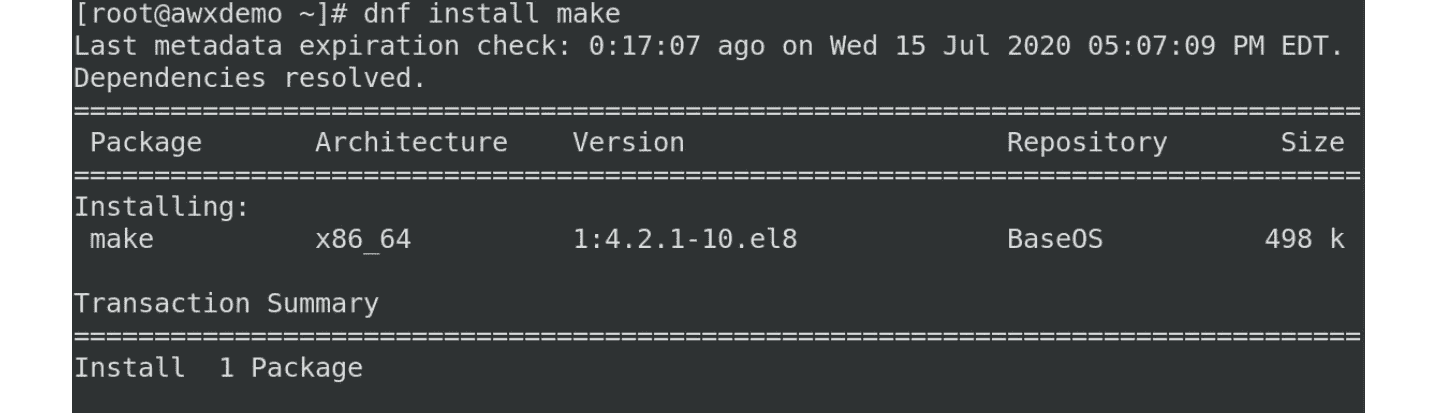 [root@awxdemo ~]# dnf install make
Last metadata expiration check: 0:17:07 ago on Wed 15 Jul 2020 05:07:09 PM EDT.
Dependencies resolved.
================================================================================
 Package       Architecture    Version                    Repository       Size
================================================================================
Installing:
 make          x86_64          1:4.2.1-10.el8             BaseOS          498 k

Transaction Summary
================================================================================
Install  1 Package